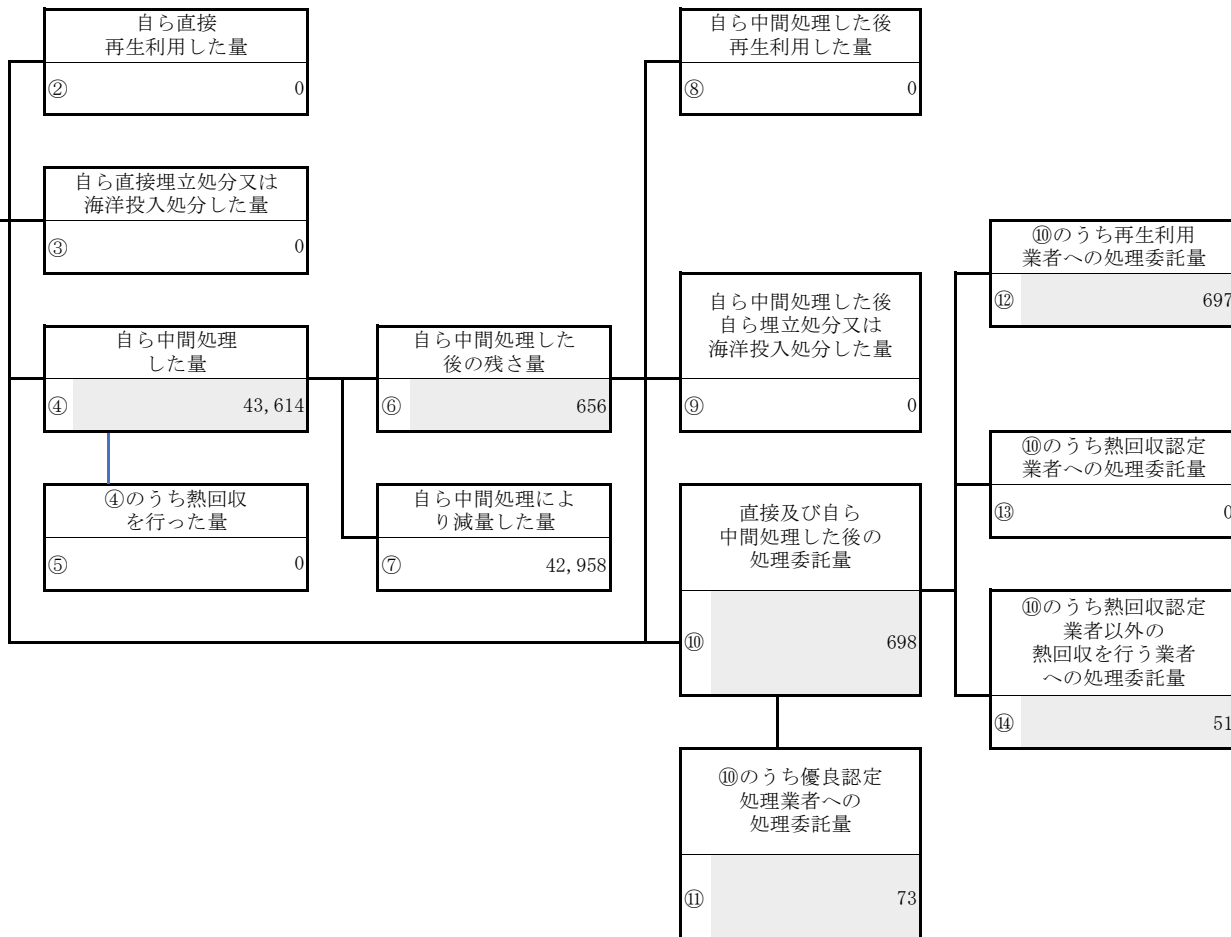 自ら直接
再生利用した量
② 0
自ら直接埋立処分又は
海洋投入処分した量
③ 0
自ら中間処理
した量
④ 43,614
④のうち熱回収
を行った量
⑤ 0
自ら中間処理した
後の残さ量
⑥ 656
自ら中間処理によ
り減量した量
⑦ 42,958
自ら中間処理した後
再生利用した量
⑧ 0
自ら中間処理した後
自ら埋立処分又は
海洋投入処分した量
⑨ 0
直接及び自ら
中間処理した後の
処理委託量
⑩ 698
⑩のうち優良認定
処理業者への
処理委託量
⑪ 73
⑩のうち再生利用
業者への処理委託量
⑫ 697
⑩のうち熱回収認定
業者への処理委託量
⑬ 0
⑩のうち熱回収認定
業者以外の
熱回収を行う業者
への処理委託量
⑭ 51